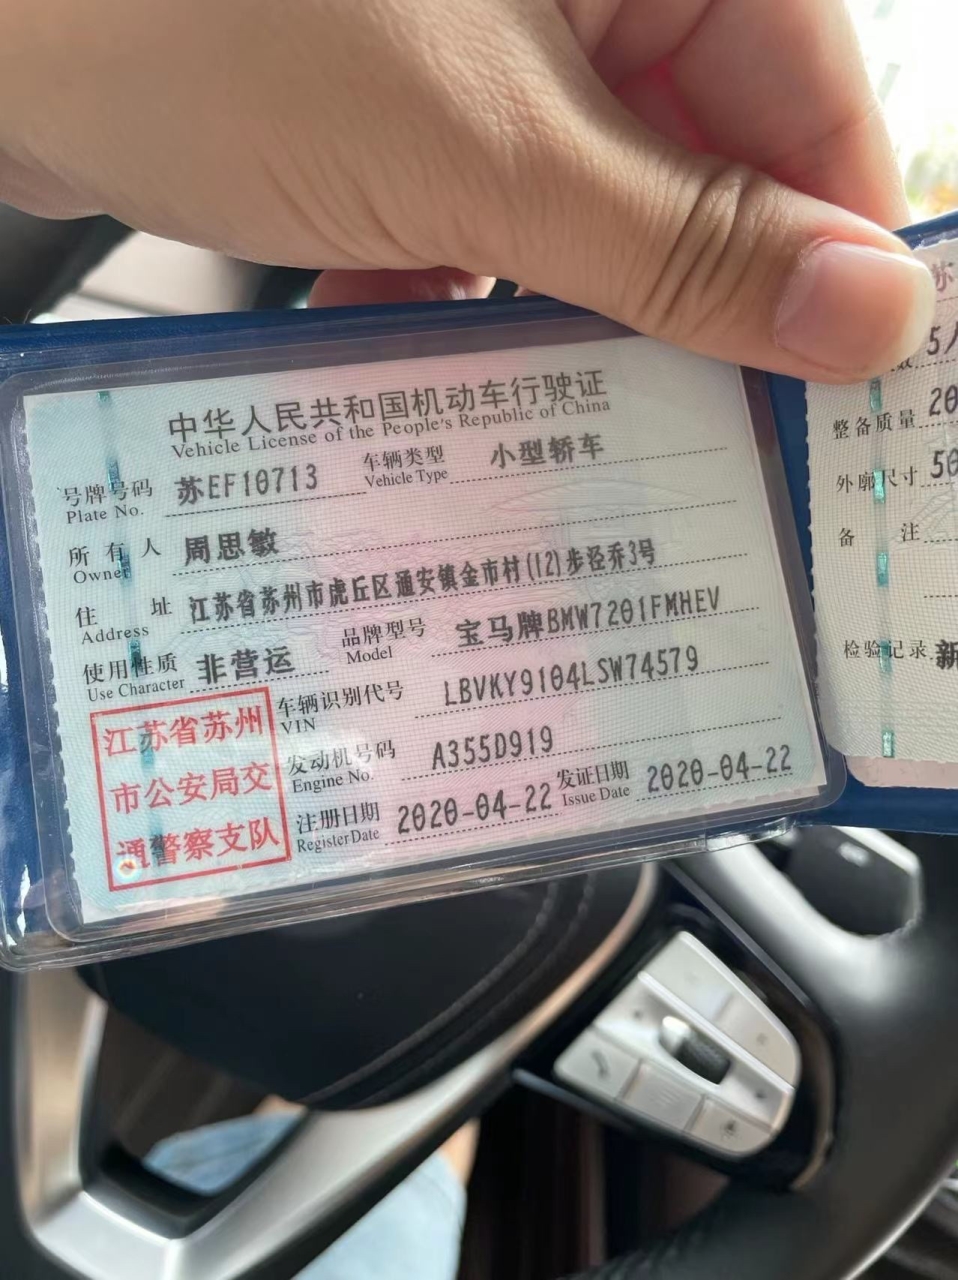 中华人民共和国机动车行驶证
Vehicle License of the People's Republic of China
号牌号码 苏EF10713 车辆类型 小型轿车
Plate No. Vehicle Type
所有人 周思敏
Owner
住址 江苏省苏州市虎丘区通安镇金市村(12)步泾乔3号
Address
使用性质 非营运 品牌型号 宝马牌BMW7201FMHEV
Use Character Model
车辆识别代号 LBVKY9104LSW74579
VIN
发动机号码 A355D919
Engine No.
注册日期 2020-04-22 发证日期 2020-04-22
Register Date Issue Date
江苏省苏州
市公安局交
通警察支队
苏
5人
整备质量 20
外廓尺寸 50
备注
检验记录 新